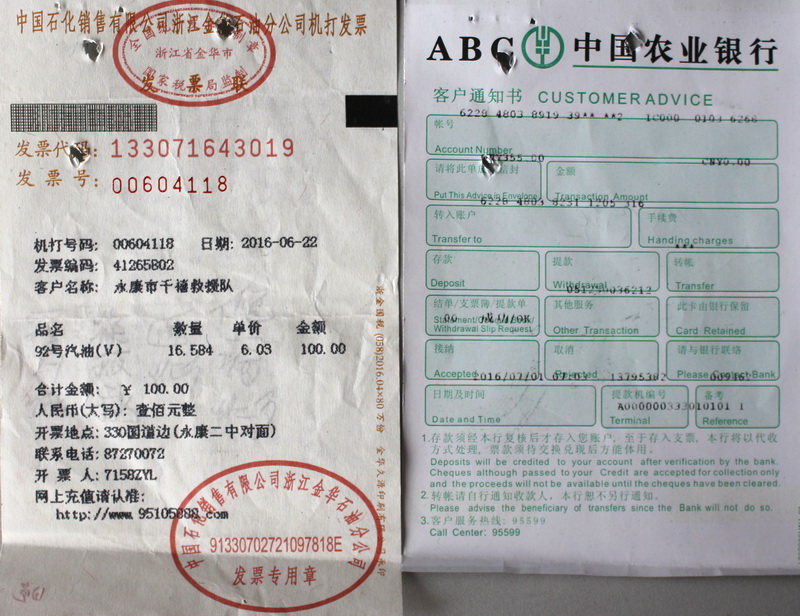 中国石化销售有限公司浙江金华石油分公司机打发票
浙江省金华市
国家税务局监制
发票联
发票代码: 133071643019
发票号: 00604118
机打号码: 00604118 日期: 2016-06-22
发票编码: 41265B02
客户名称: 永康市千禧救援队
品名 数量 单价 金额
92号汽油(V) 16.584 6.03 100.00
合计金额: ¥ 100.00
人民币(大写): 壹佰元整
开票地点: 330国道边(永康二中对面)
联系电话: 87270072
开票人: 7158ZYL
网上充值请认准:
http://www.95105888.com
中国石化销售有限公司浙江金华石油分公司
91330702721097818E
发票专用章
ABC 中国农业银行
客户通知书 CUSTOMER ADVICE
6228 4803 8919 39** **2 1C000 0103 6266
帐号
Account Number
CNY0.00
请将此单 信封 金额
Put This Advice in Envelope Transaction Amount
转入账户 手续费
Transfer to Handing charges
***
存款 提款 转帐
Deposit Withdrawal Transfer
结单/支票簿/提款单 其他服务 此卡由银行保留
Withdrawal Slip Request Other Transaction Card Retained
接纳 取消 请与银行联络
Accepted Please Contact Bank
2016/07/01 07:03 13795382
日期及时间 提款机编号 备考
A000000333010101 1
Date and Time Terminal Reference
1.存款须经本行复核后才存入您账户,至于存入支票,本行将以代收
方式处理,票款须待交换兑现后方能体用。
Deposits will be credited to your account after verification by the bank.
Cheques although passed to your Credit are accepted for collection only
and the proceeds will not be available until the cheques have been cleared.
2.转帐请自行通知收款人,本行恕不另行通知。
Please advise the beneficiary of transfers since the Bank will not do so.
3.客户服务热线: 95599
Call Center: 95599